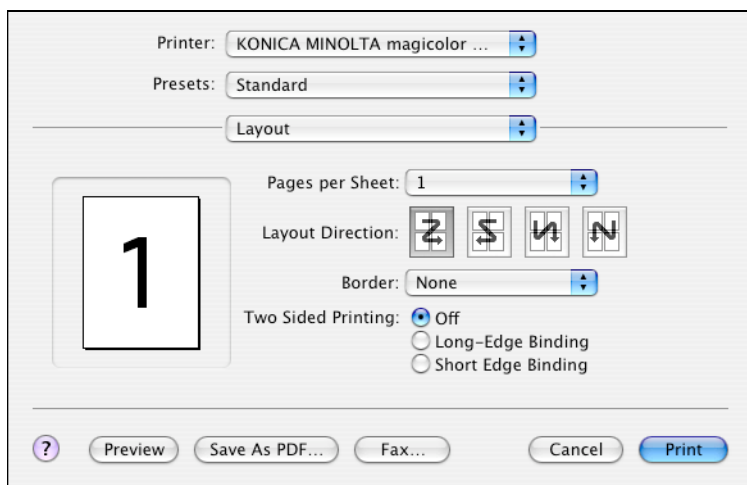 Printer: KONICA MINOLTA magicolor ...
Presets: Standard
Layout
Pages per Sheet: 1
1
Layout Direction:
Border: None
Two Sided Printing: Off
Long-Edge Binding
Short Edge Binding
? Preview Save As PDF... Fax... Cancel Print